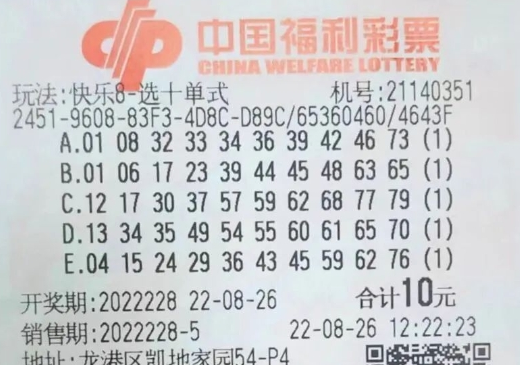 中国福利彩票
CHINA WELFARE LOTTERY
玩法:快乐8-选十单式 机号:21140351
2451-9608-83F3-4D8C-D89C/65360460/4643F
A.01 08 32 33 34 36 39 42 46 73 (1)
B.01 06 17 23 39 44 45 48 63 65 (1)
C.12 17 30 37 57 59 62 68 77 79 (1)
D.13 34 35 49 54 55 60 61 65 70 (1)
E.04 15 24 29 36 43 45 59 62 76 (1)
开奖期:2022228 22-08-26 合计10元
销售期:2022228-5 22-08-26 12:22:23
地址:龙港区凯地家园54-P4